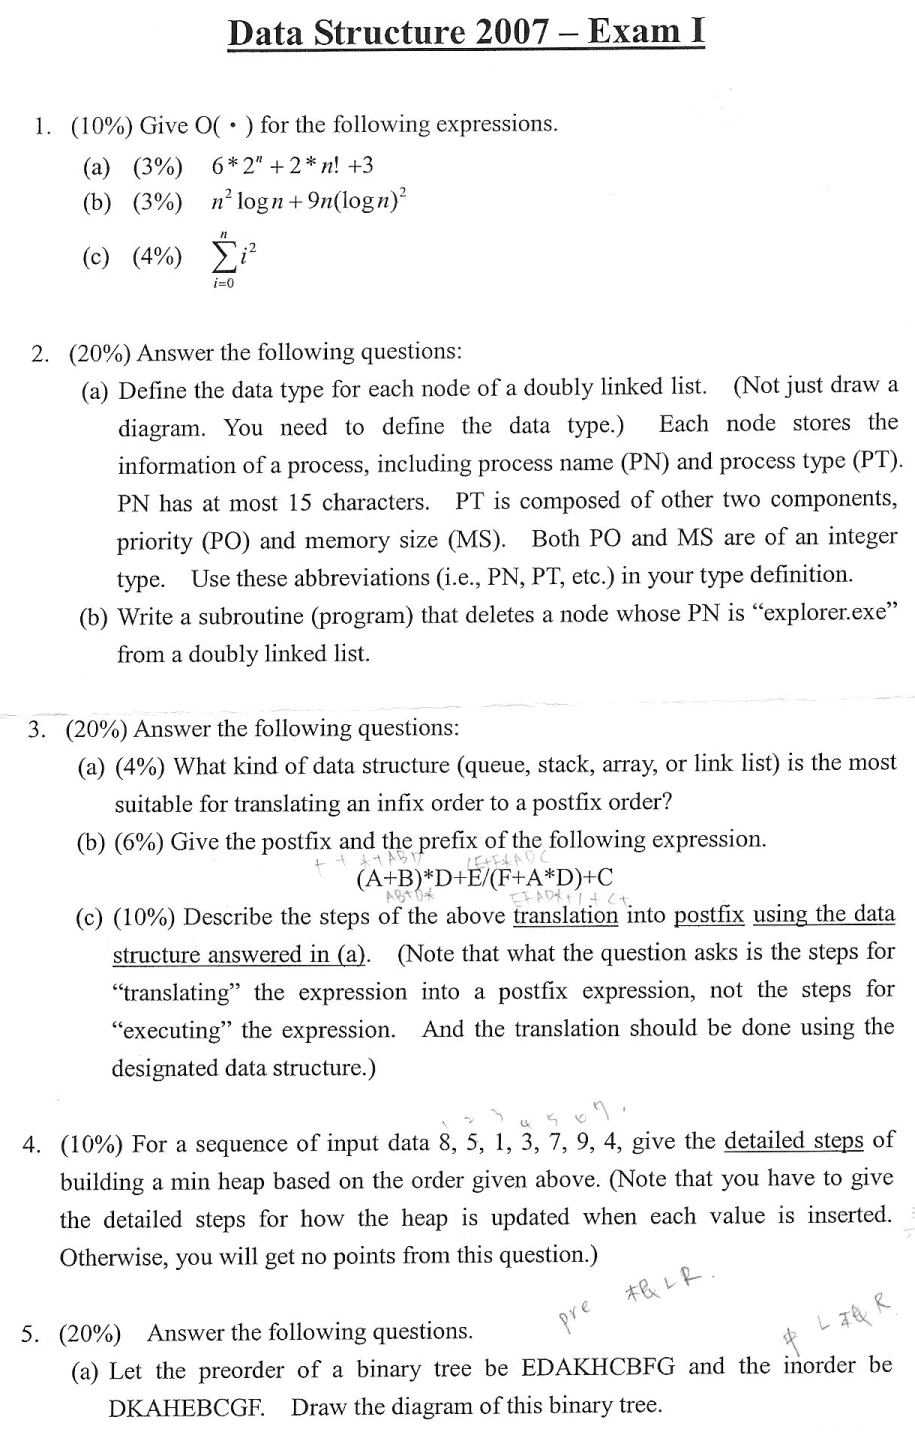 Data Structure 2007 – Exam I
1. (10%) Give O( · ) for the following expressions.
(a) (3%) 6*2ⁿ + 2*n! +3
(b) (3%) n² log n + 9n(log n)²
(c) (4%) ∑ i² n i=0
2. (20%) Answer the following questions:
(a) Define the data type for each node of a doubly linked list. (Not just draw a
diagram. You need to define the data type.) Each node stores the
information of a process, including process name (PN) and process type (PT).
PN has at most 15 characters. PT is composed of other two components,
priority (PO) and memory size (MS). Both PO and MS are of an integer
type. Use these abbreviations (i.e., PN, PT, etc.) in your type definition.
(b) Write a subroutine (program) that deletes a node whose PN is “explorer.exe”
from a doubly linked list.
3. (20%) Answer the following questions:
(a) (4%) What kind of data structure (queue, stack, array, or link list) is the most
suitable for translating an infix order to a postfix order?
(b) (6%) Give the postfix and the prefix of the following expression.
(A+B)*D+E/(F+A*D)+C
AB+D*
(c) (10%) Describe the steps of the above translation into postfix using the data
structure answered in (a). (Note that what the question asks is the steps for
“translating” the expression into a postfix expression, not the steps for
“executing” the expression. And the translation should be done using the
designated data structure.)
1 2 3 4 5 6 7
4. (10%) For a sequence of input data 8, 5, 1, 3, 7, 9, 4, give the detailed steps of
building a min heap based on the order given above. (Note that you have to give
the detailed steps for how the heap is updated when each value is inserted.
Otherwise, you will get no points from this question.)
pre 根 L R.
中 L 根 R
5. (20%) Answer the following questions.
(a) Let the preorder of a binary tree be EDAKHCBFG and the inorder be
DKAHEBCGF. Draw the diagram of this binary tree.